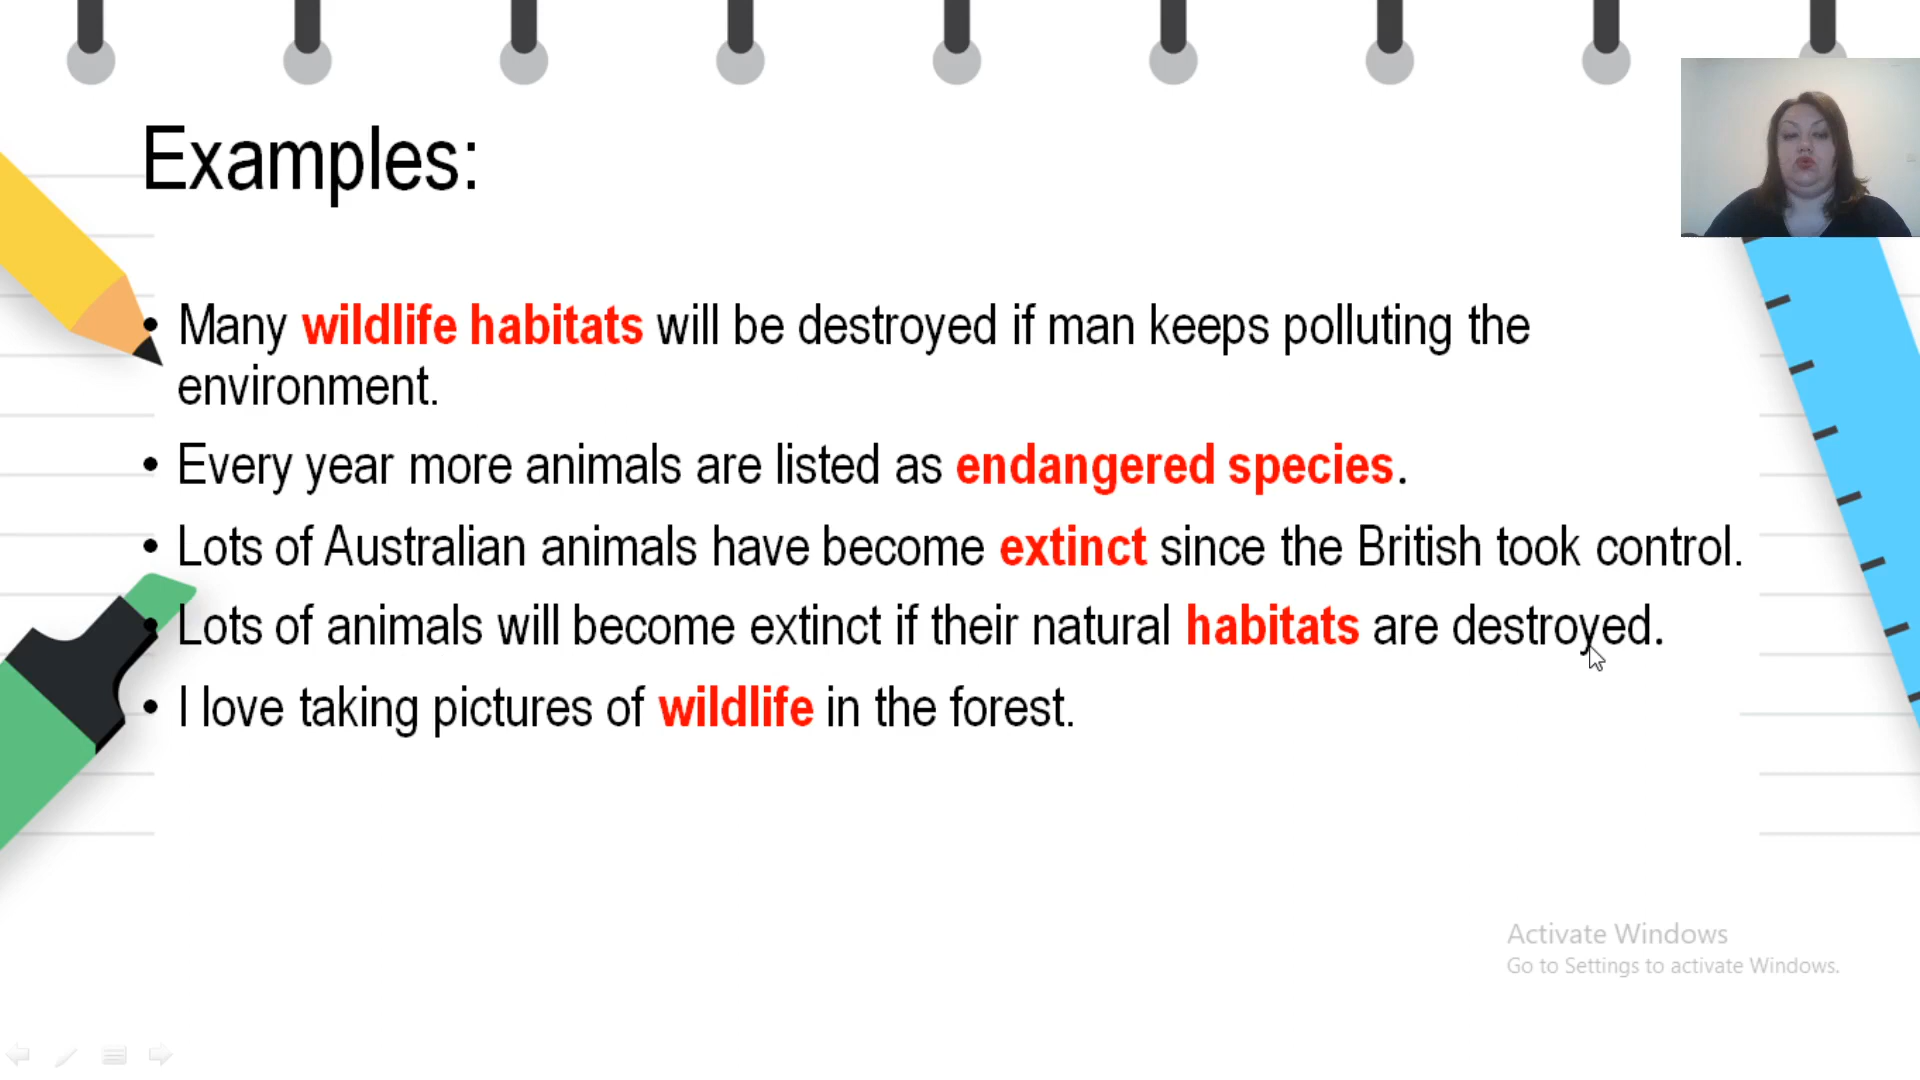 Examples:
• Many wildlife habitats will be destroyed if man keeps polluting the
environment.
• Every year more animals are listed as endangered species.
• Lots of Australian animals have become extinct since the British took control.
• Lots of animals will become extinct if their natural habitats are destroyed.
• I love taking pictures of wildlife in the forest.
Activate Windows
Go to Settings to activate Windows.